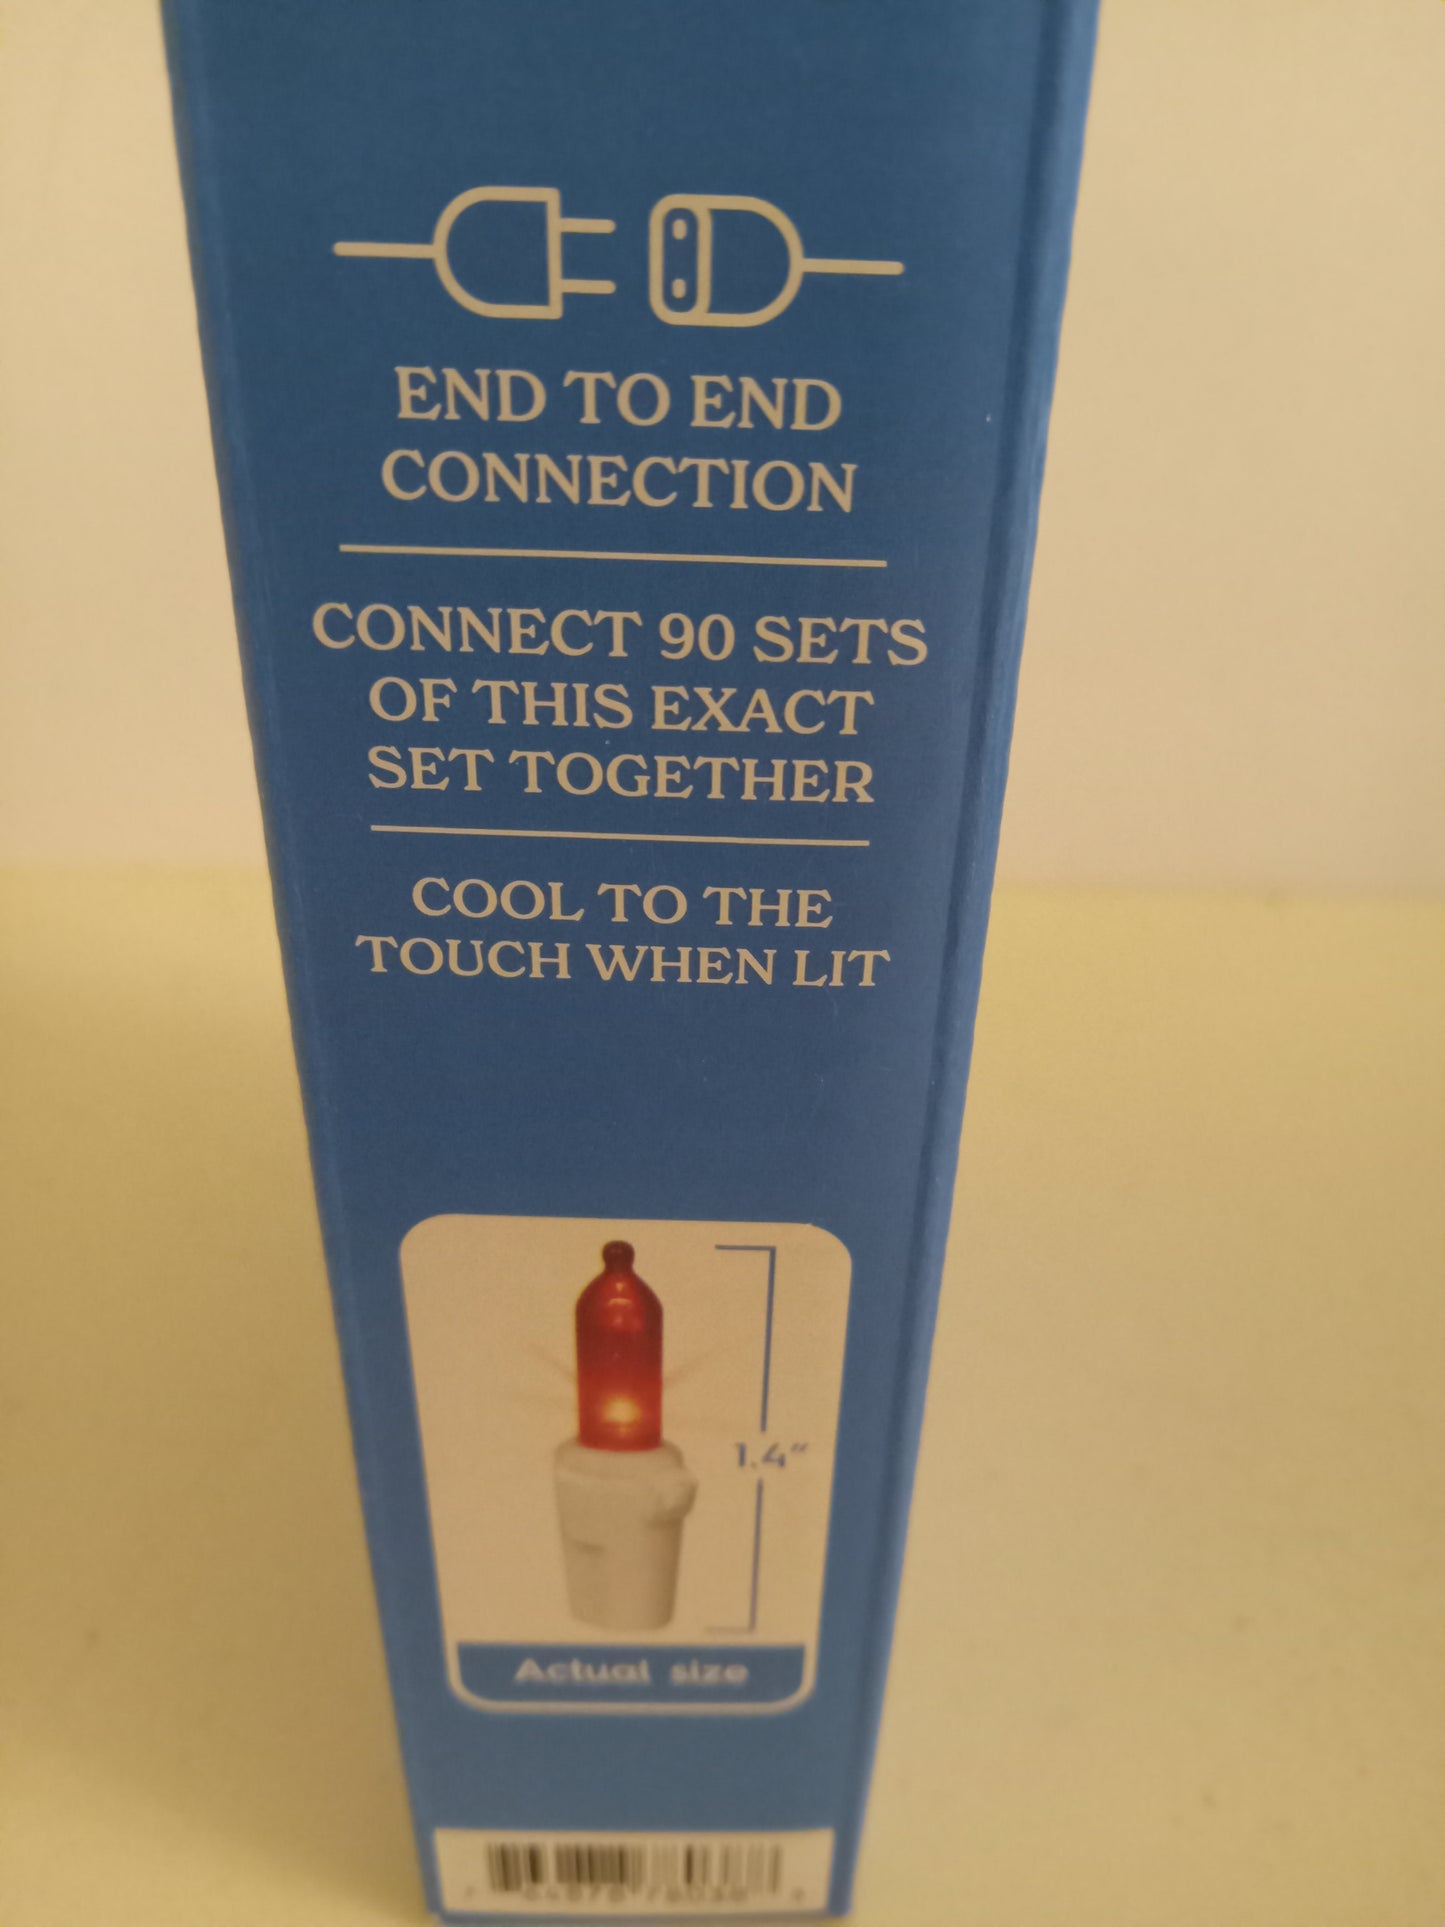 END TO END
CONNECTION
CONNECT 90 SETS
OF THIS EXACT
SET TOGETHER
COOL TO THE
TOUCH WHEN LIT
1.4"
Actual size